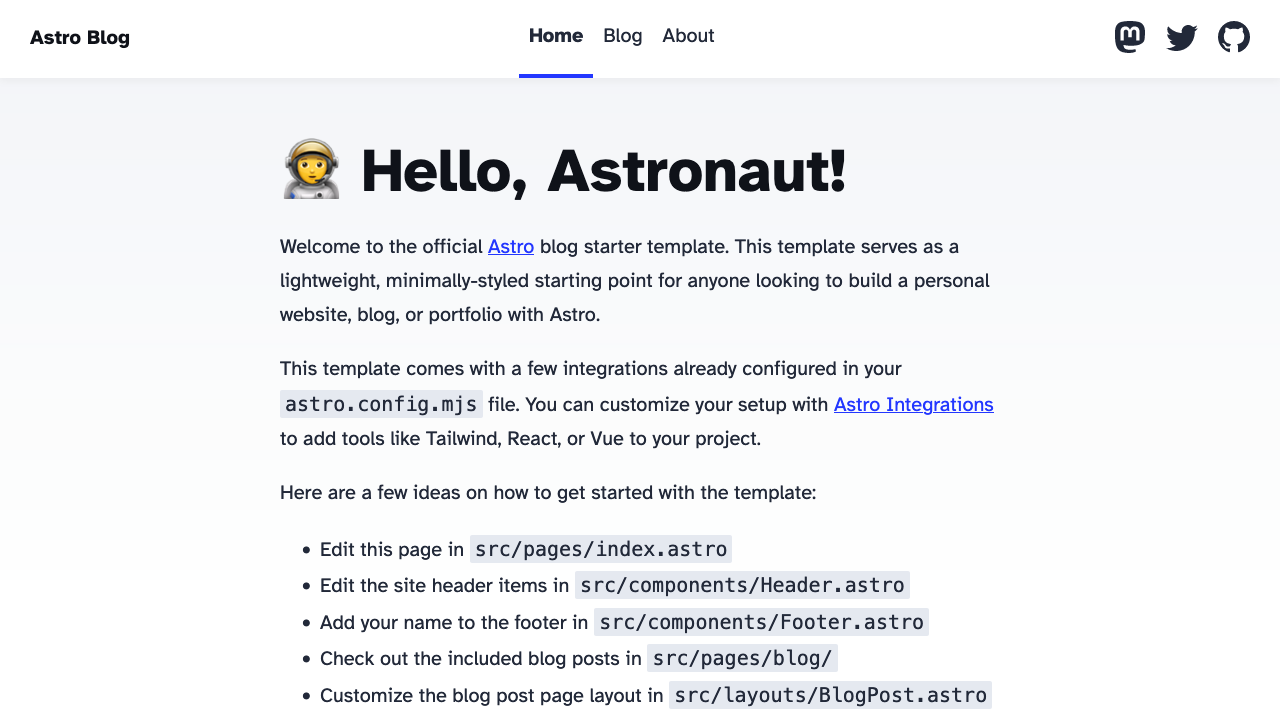 Astro Blog
Home Blog About
🧑‍🚀 Hello, Astronaut!
Welcome to the official Astro blog starter template. This template serves as a
lightweight, minimally-styled starting point for anyone looking to build a personal
website, blog, or portfolio with Astro.
This template comes with a few integrations already configured in your
astro.config.mjs file. You can customize your setup with Astro Integrations
to add tools like Tailwind, React, or Vue to your project.
Here are a few ideas on how to get started with the template:
• Edit this page in src/pages/index.astro
• Edit the site header items in src/components/Header.astro
• Add your name to the footer in src/components/Footer.astro
• Check out the included blog posts in src/pages/blog/
• Customize the blog post page layout in src/layouts/BlogPost.astro